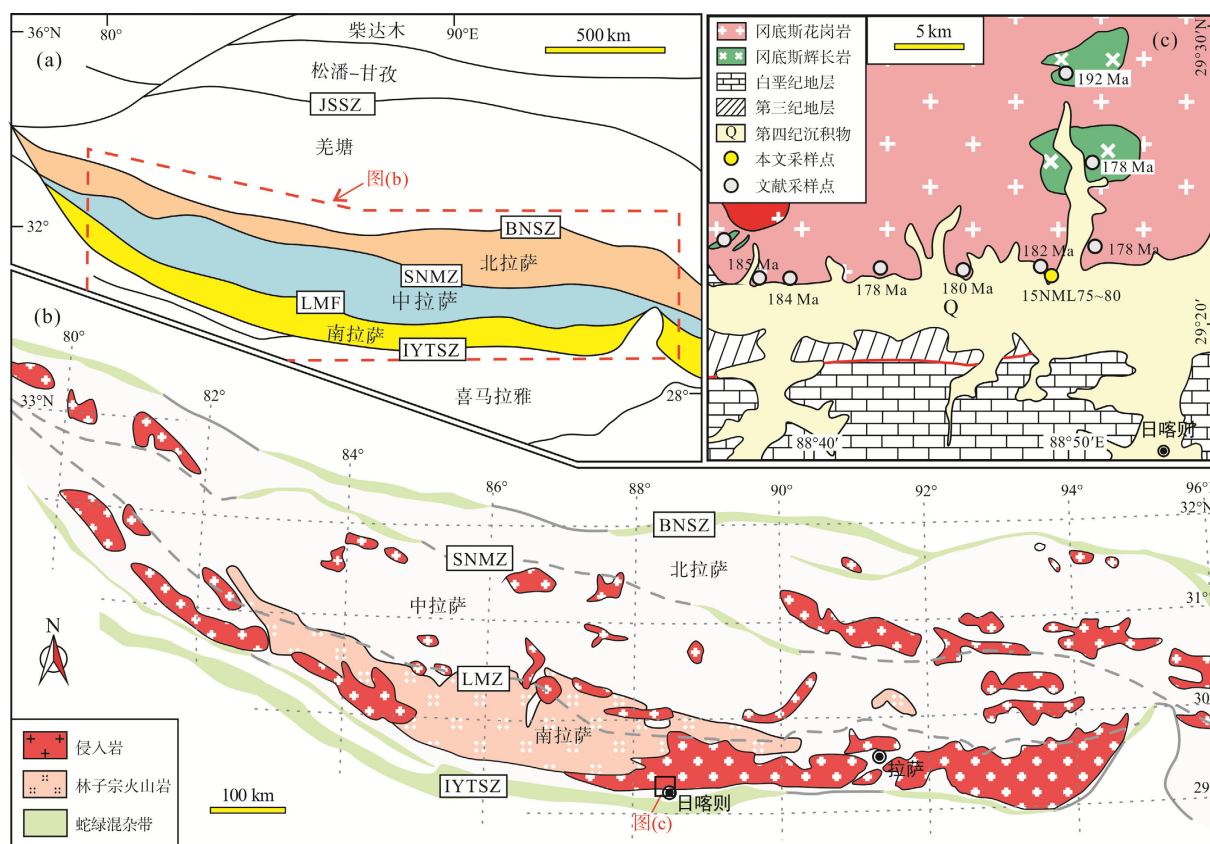 36°N
80°
柴达木
90°E
500 km
(a)
松潘-甘孜
JSSZ
羌塘
图(b)
32°
BNSZ
SNMZ
北拉萨
LMF
中拉萨
南拉萨
IYTSZ
喜马拉雅
28°
冈底斯花岗岩
冈底斯辉长岩
白垩纪地层
第三纪地层
Q
第四纪沉积物
本文采样点
文献采样点
5 km
(c)
29°30′N
192 Ma
178 Ma
178 Ma
182 Ma
185 Ma
184 Ma
178 Ma
180 Ma
15NML75~80
Q
29°20′
88°40′
88°50′E
日喀则
(b)
80°
33°N
82°
84°
86°
88°
90°
92°
94°
96°
32°N
BNSZ
SNMZ
北拉萨
中拉萨
31°
N
LMZ
30
南拉萨
拉萨
IYTSZ
日喀则
29
图(c)
侵入岩
林子宗火山岩
蛇绿混杂带
100 km